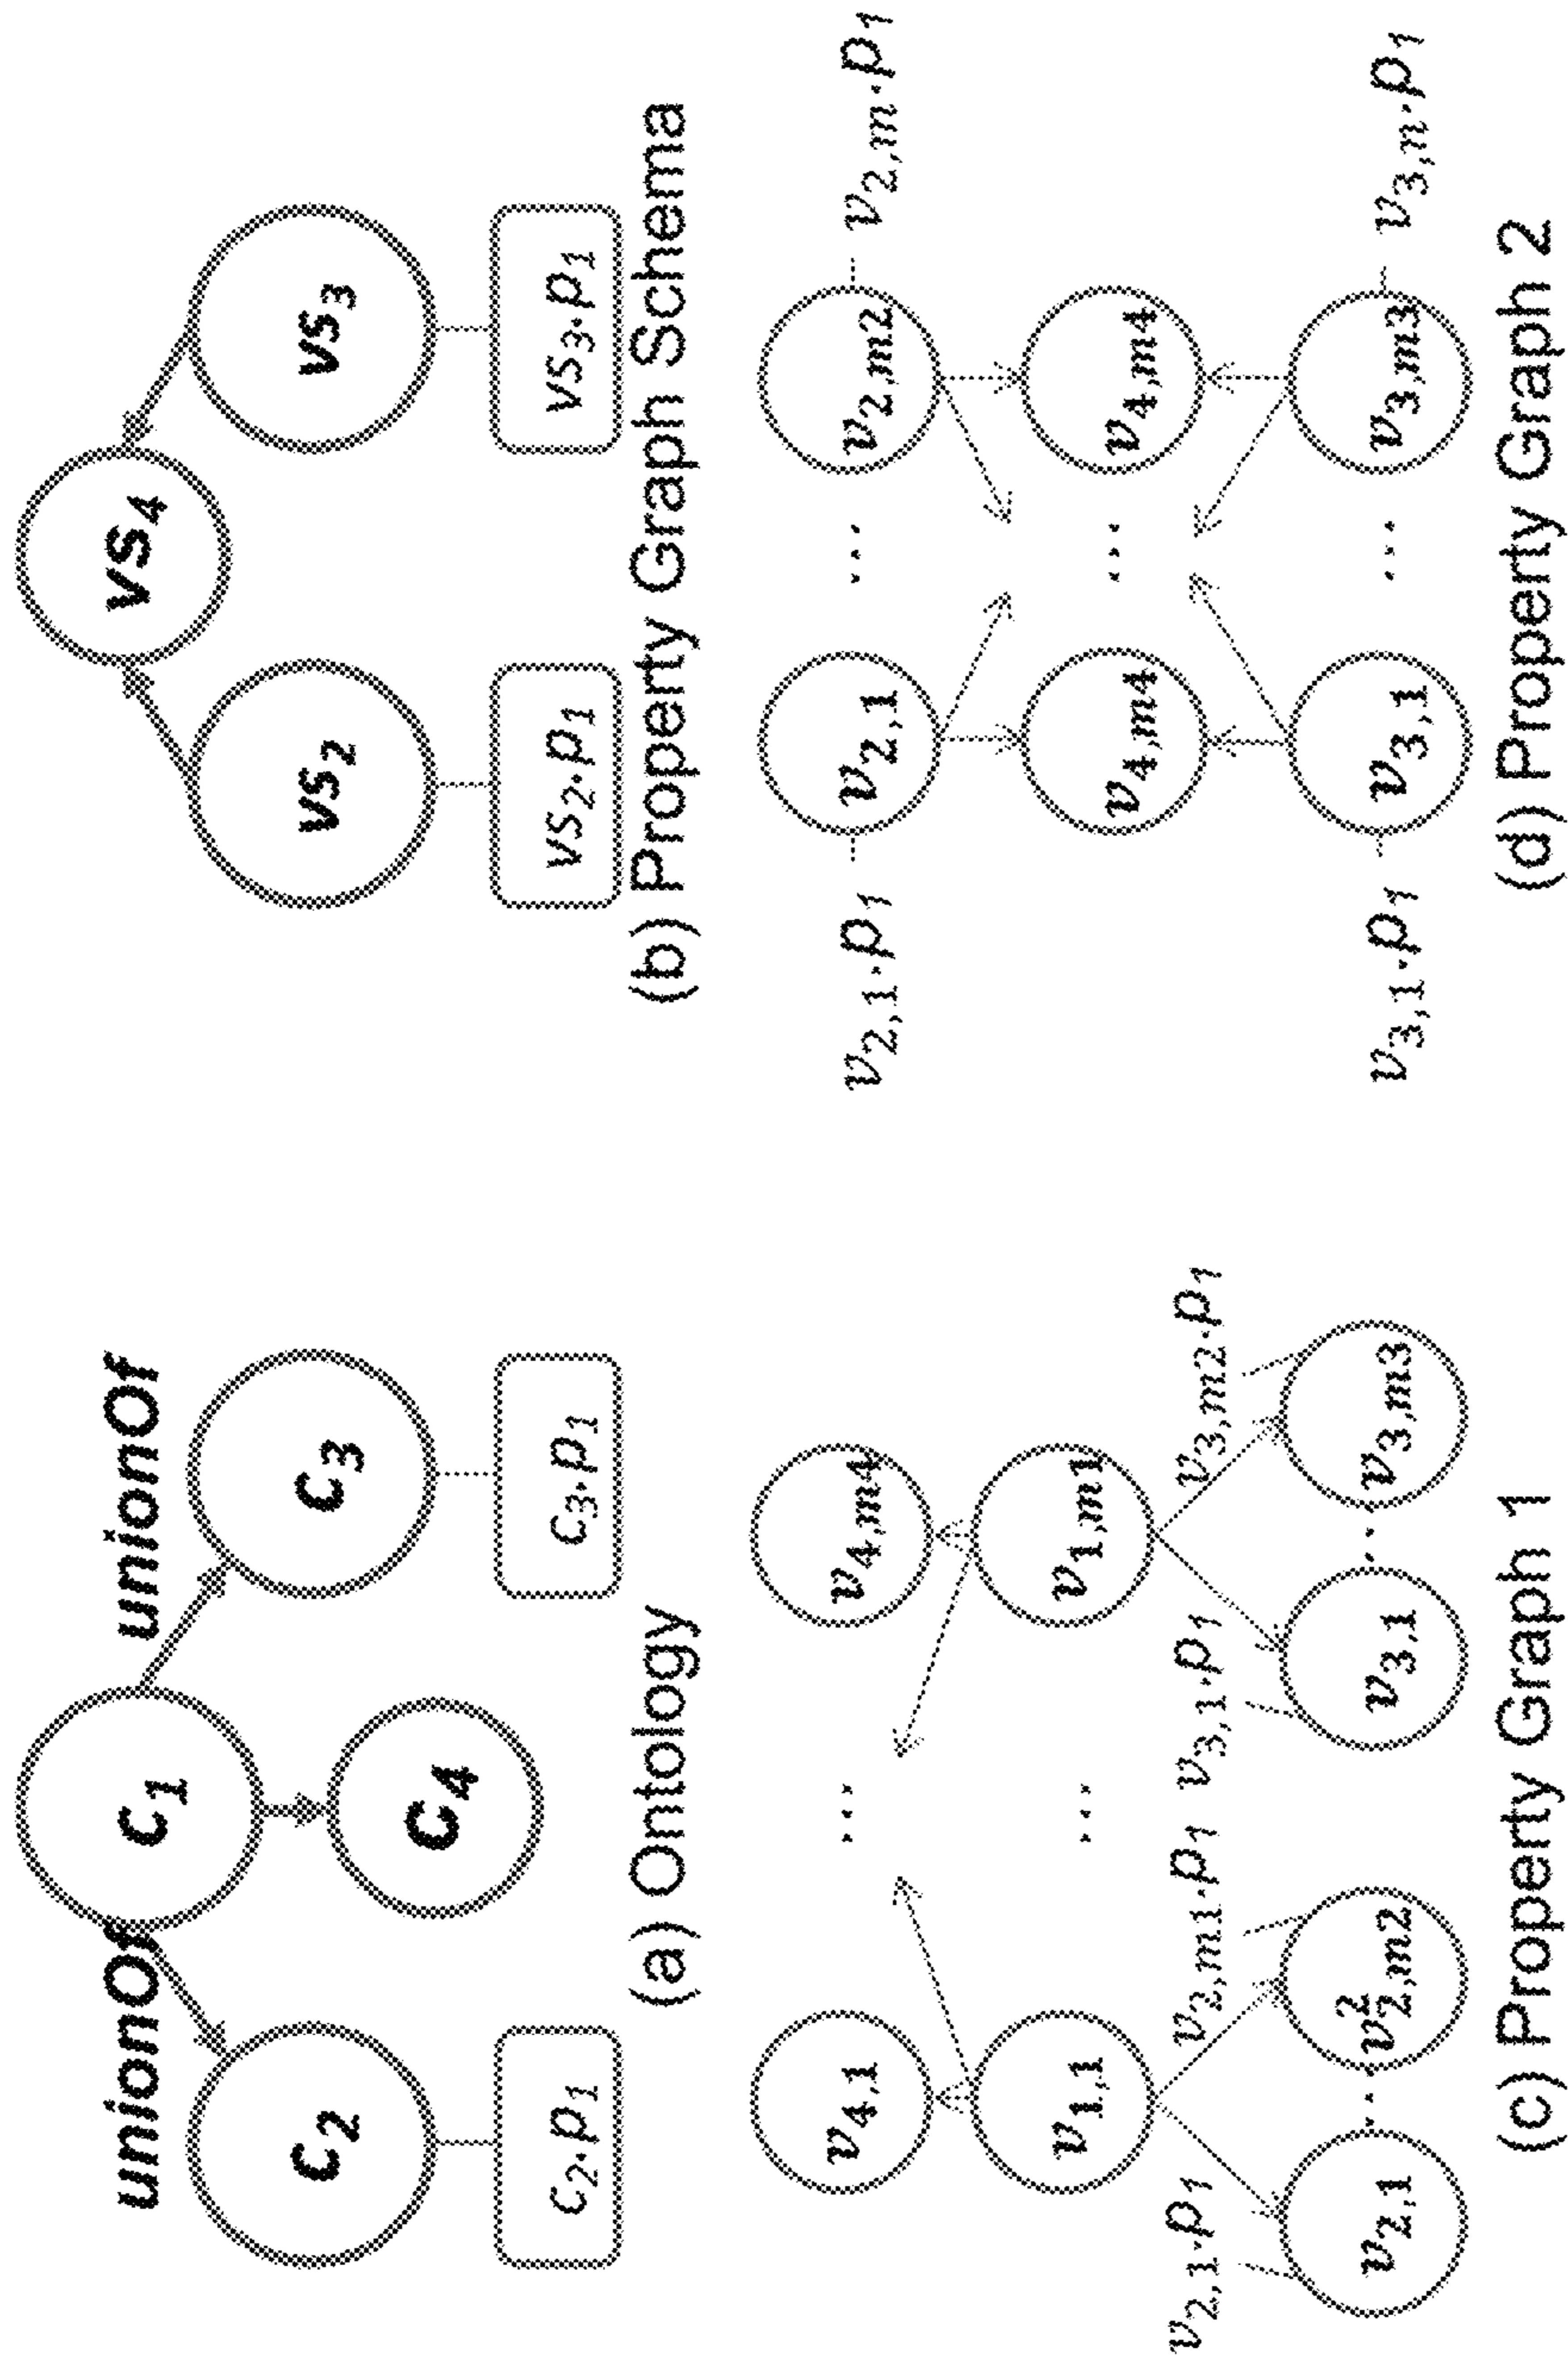 unionOf unionOf
c₁
c₂ c₃
C₄
c₂.p₁ c₃.p₁
(a) Ontology
vs₄
vs₂ vs₃
vs₂.p₁ vs₃.p₁
(b) Property Graph Schema
v₄,₁ ... v₄,m4
v₁,₁ ... v₁,m1
v₂,₁.p₁ v₂,m1.p₁ v₃,₁.p₁ v₃,m2.p₁
v₂,₁ ... v²₂,m2 v₃,₁ ... v₃,m3
(c) Property Graph 1
v₂,₁.p₁ v₂,₁ ... v₂,m2 v₂,m.p₁
v₄,m4 ... v₄,m4
v₃,₁.p₁ v₃,₁ ... v₃,m3 v₃,n.p₁
(d) Property Graph 2